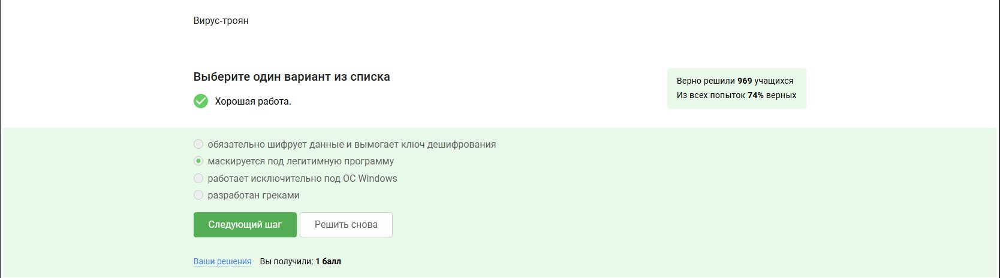 Вирус-троян
Выберите один вариант из списка
Хорошая работа.
Верно решили 969 учащихся
Из всех попыток 74% верных
обязательно шифрует данные и вымогает ключ дешифрования
маскируется под легитимную программу
работает исключительно под ОС Windows
разработан греками
Следующий шаг Решить снова
Ваши решения Вы получили: 1 балл